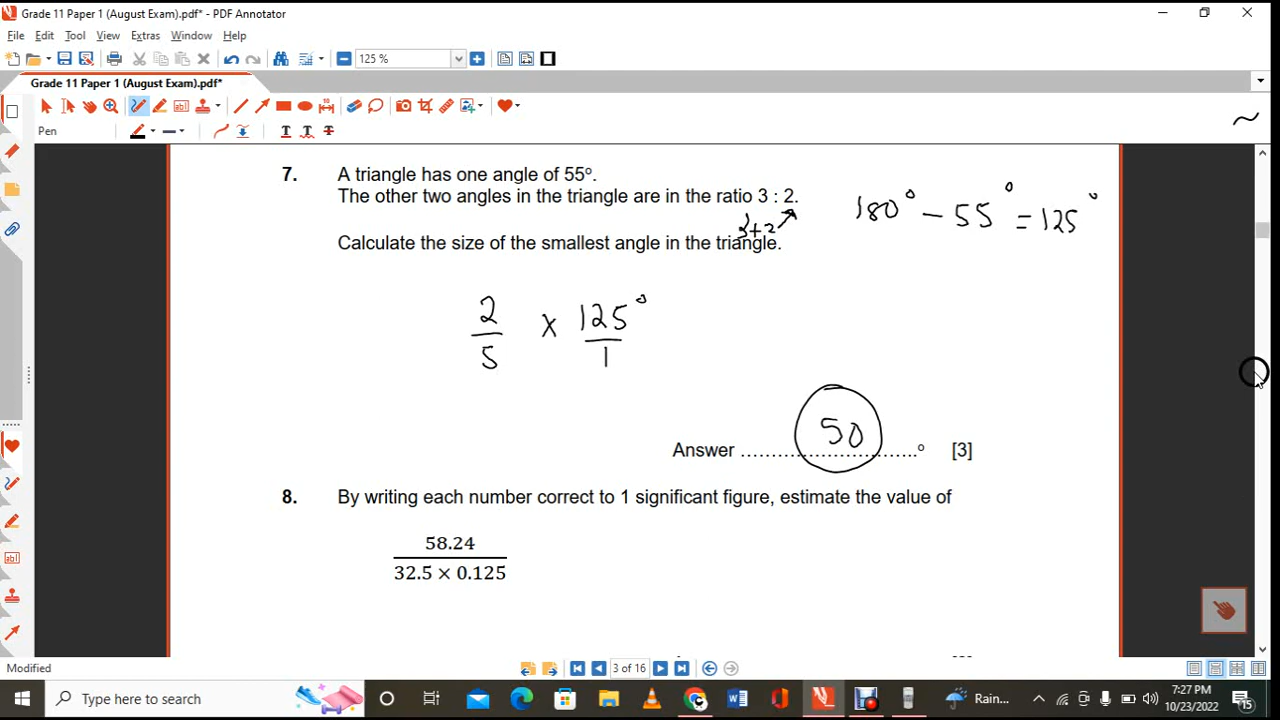 Grade 11 Paper 1 (August Exam).pdf* - PDF Annotator
File Edit Tool View Extras Window Help
125 %
Grade 11 Paper 1 (August Exam).pdf*
Pen
7. A triangle has one angle of 55°.
The other two angles in the triangle are in the ratio 3 : 2.
3+2
180° – 55° = 125°
Calculate the size of the smallest angle in the triangle.
2/5 × 125°/1
50
Answer ………………………..° [3]
8. By writing each number correct to 1 significant figure, estimate the value of
58.24
32.5 × 0.125
Modified
3 of 16
Type here to search
Rain...
7:27 PM
10/23/2022
15